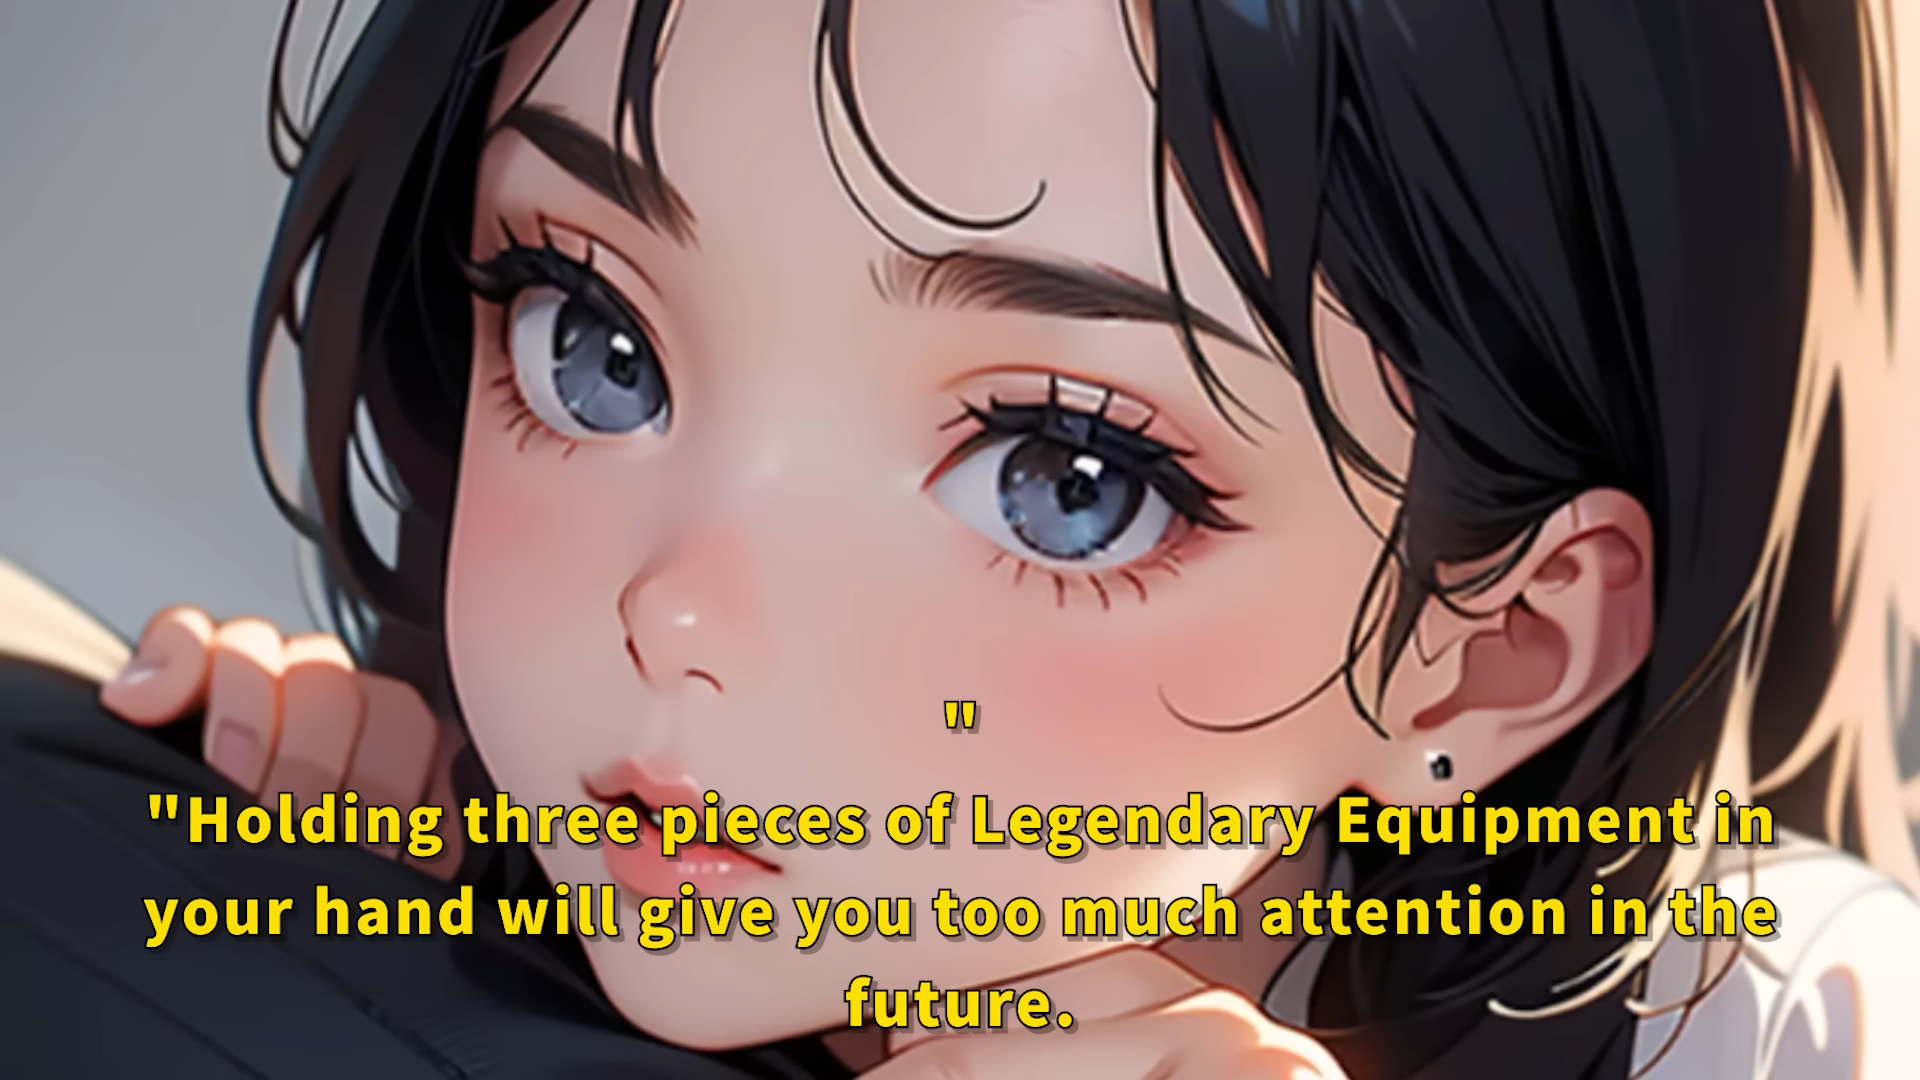 "
"Holding three pieces of Legendary Equipment in
your hand will give you too much attention in the
future.